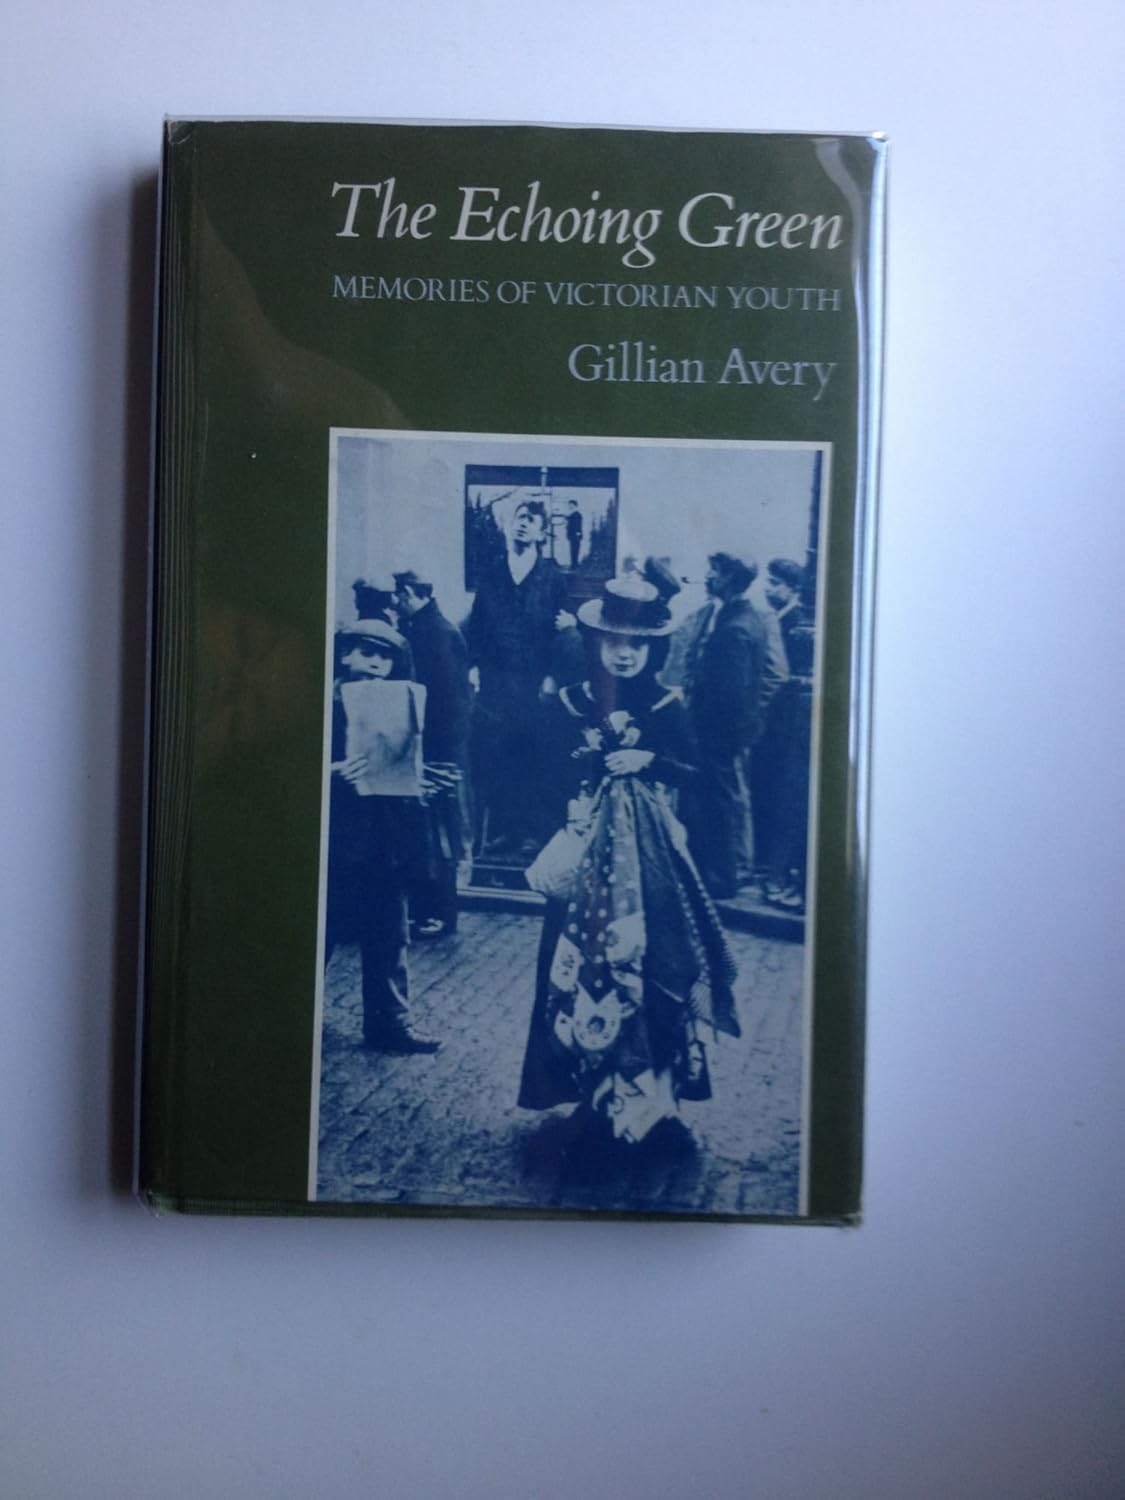 The Echoing Green
MEMORIES OF VICTORIAN YOUTH
Gillian Avery